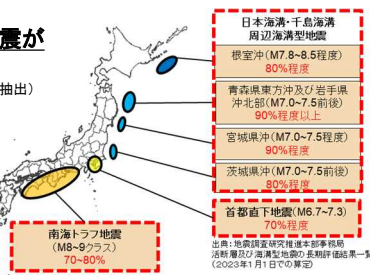 震が
抽出）
日本海溝・千島海溝
周辺海溝型地震
根室沖（M7.8~8.5程度）
80%程度
青森県東方沖及び岩手県
沖北部（M7.0~7.5前後）
90%程度以上
宮城県沖（M7.0~7.5程度）
90%程度
茨城県沖（M7.0~7.5前後）
80%程度
首都直下地震（M6.7~7.3）
70%程度
南海トラフ地震
（M8~9クラス）
70~80%
出典：地震調査研究推進本部事務局
活断層及び海溝型地震の長期評価結果一覧
（2023年1月1日での算定）